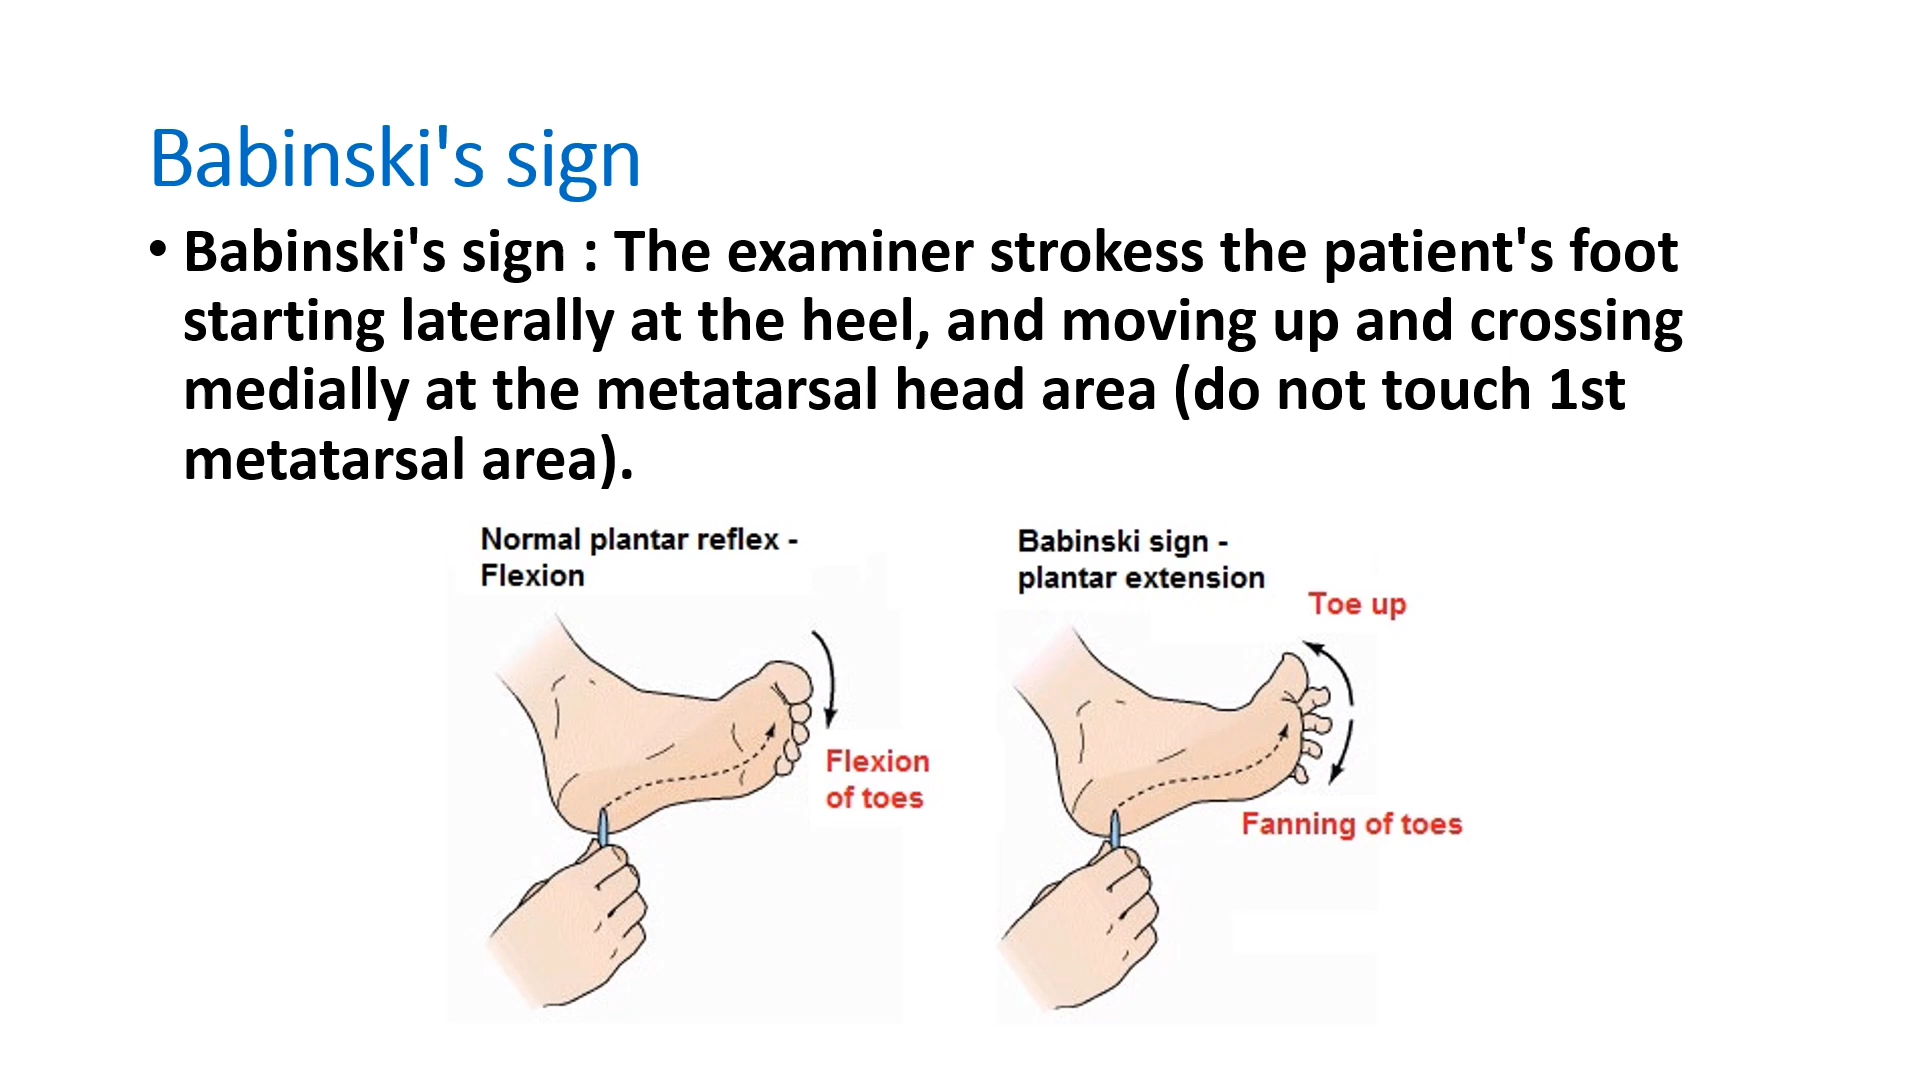 Babinski's sign
• Babinski's sign : The examiner strokess the patient's foot
starting laterally at the heel, and moving up and crossing
medially at the metatarsal head area (do not touch 1st
metatarsal area).
Normal plantar reflex -
Flexion
Flexion
of toes
Babinski sign -
plantar extension
Toe up
Fanning of toes